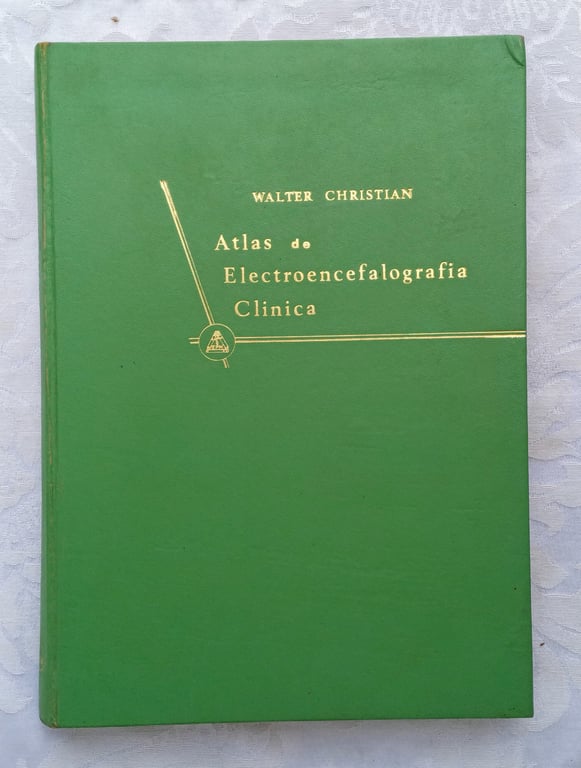 WALTER CHRISTIAN
Atlas de
Electroencefalografia
Clinica